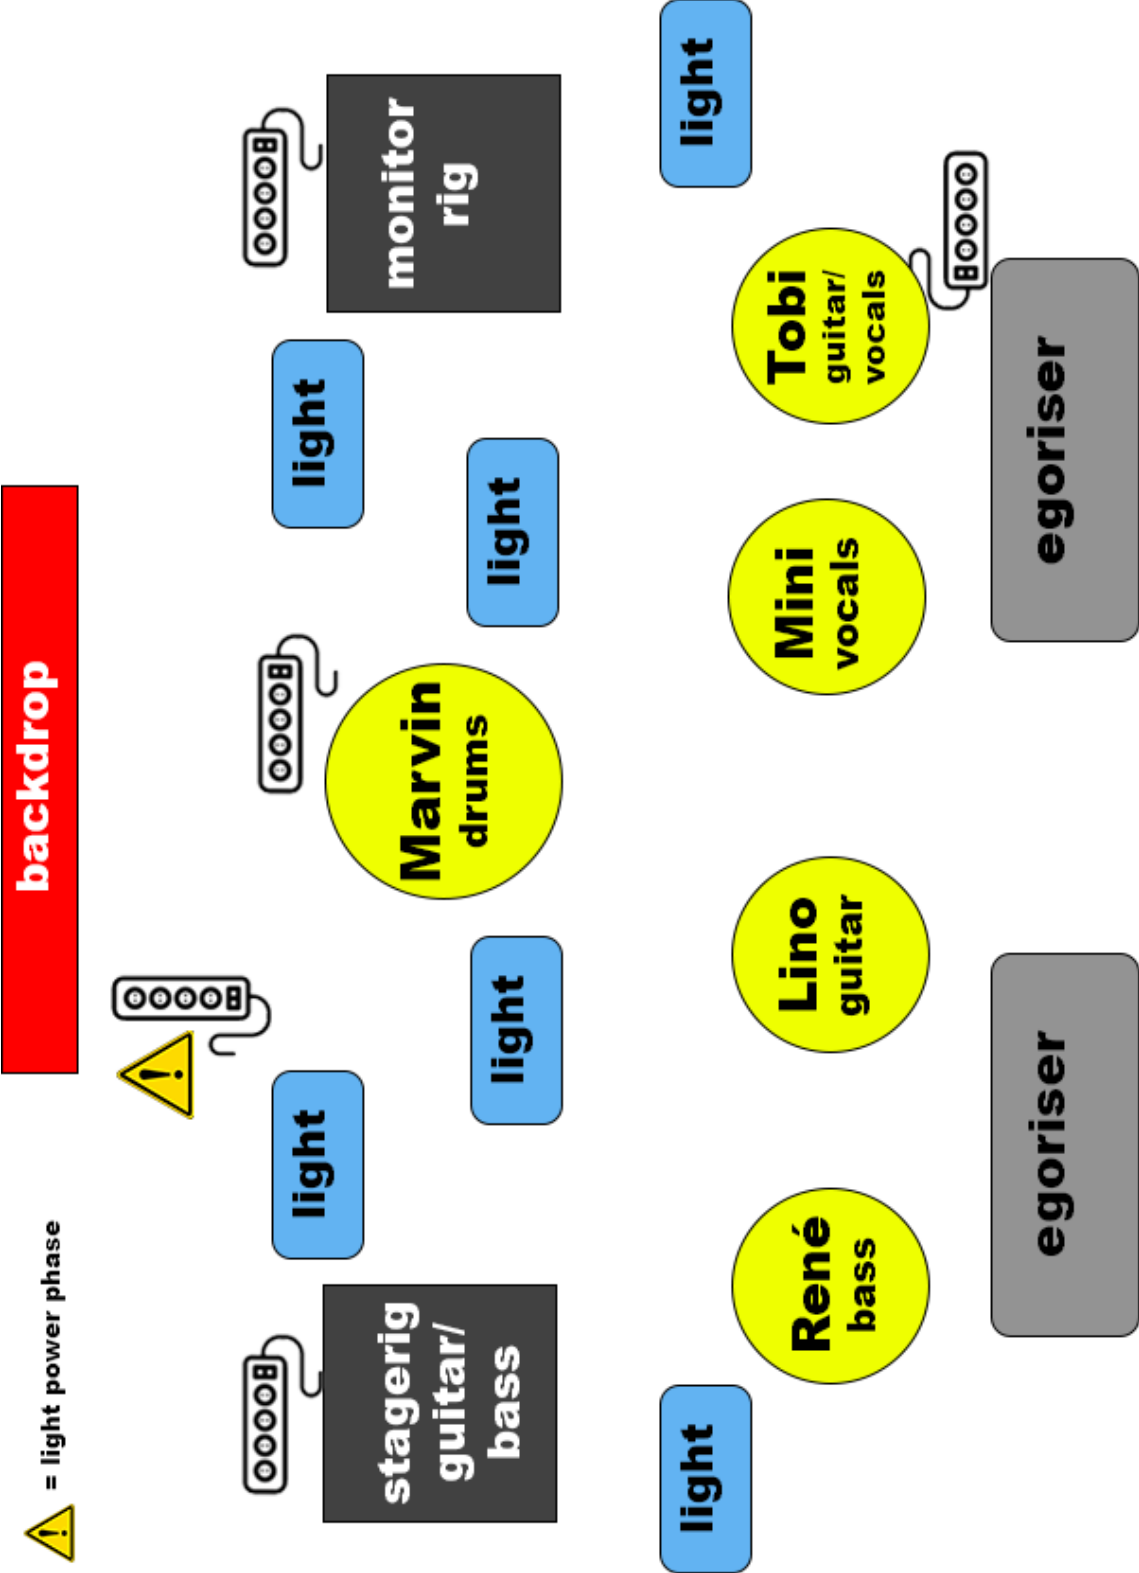 = light power phase
backdrop
light
light
stagerig
guitar/
bass
Marvin
drums
monitor
rig
light
light
light
light
René
bass
Lino
guitar
Mini
vocals
Tobi
guitar/
vocals
egoriser
egoriser